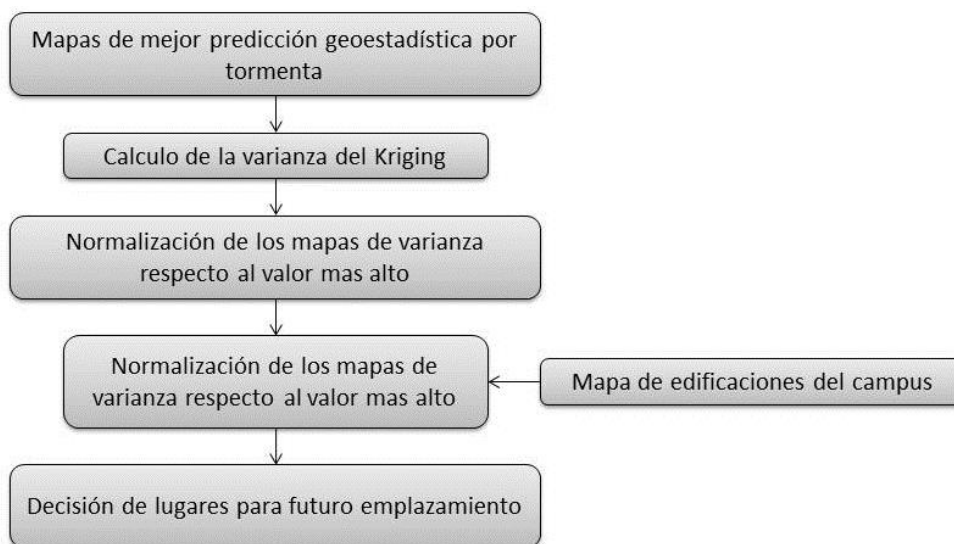 Mapas de mejor predicción geoestadística por
tormenta
Calculo de la varianza del Kriging
Normalización de los mapas de varianza
respecto al valor mas alto
Normalización de los mapas de
varianza respecto al valor mas alto
Mapa de edificaciones del campus
Decisión de lugares para futuro emplazamiento